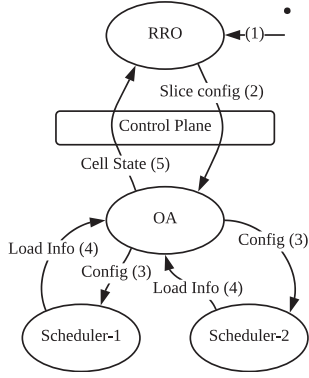 RRO
(1)
Slice config (2)
Control Plane
Cell State (5)
OA
Config (3)
Load Info (4)
Config (3)
Load Info (4)
Scheduler-1
Scheduler-2